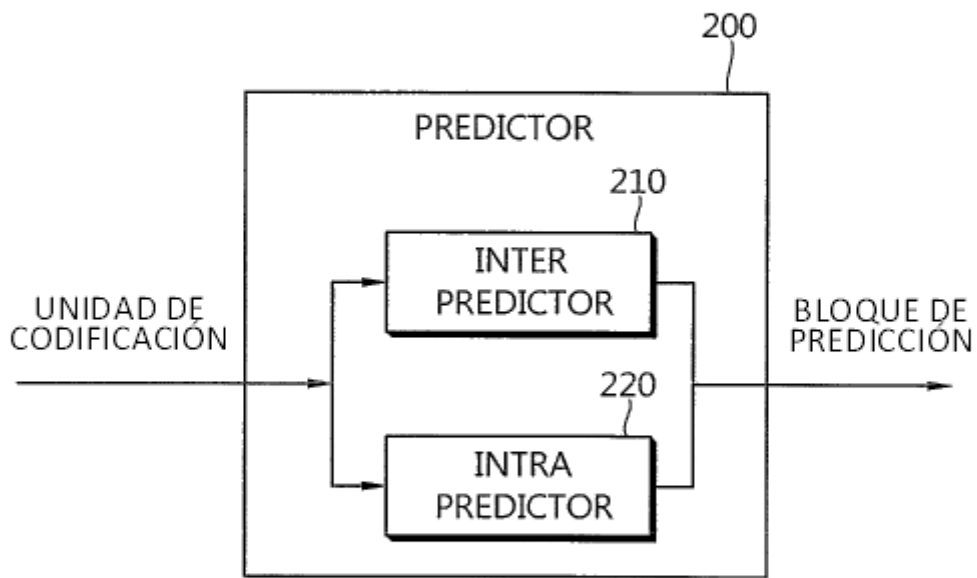 200
PREDICTOR
210
INTER
PREDICTOR
UNIDAD DE
CODIFICACIÓN
BLOQUE DE
PREDICCIÓN
220
INTRA
PREDICTOR